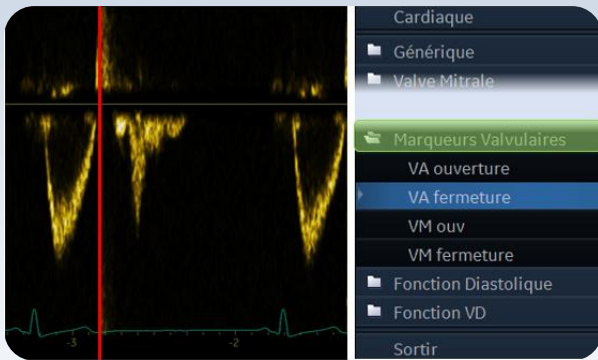 Cardiaque
Générique
Valve Mitrale
Marqueurs Valvulaires
VA ouverture
VA fermeture
VM ouv
VM fermeture
Fonction Diastolique
Fonction VD
Sortir
-3
-2